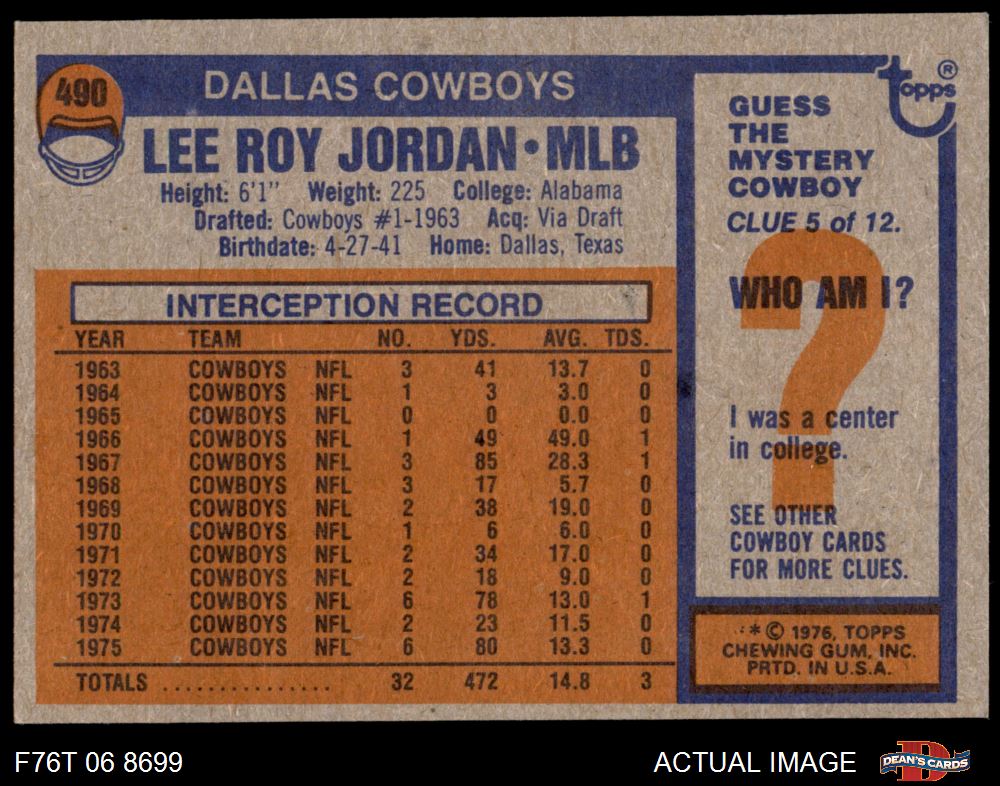 490
DALLAS COWBOYS
LEE ROY JORDAN • MLB
Height: 6'1" Weight: 225 College: Alabama
Drafted: Cowboys #1-1963 Acq: Via Draft
Birthdate: 4-27-41 Home: Dallas, Texas
INTERCEPTION RECORD
YEAR TEAM NO. YDS. AVG. TDS.
1963 COWBOYS NFL 3 41 13.7 0
1964 COWBOYS NFL 1 3 3.0 0
1965 COWBOYS NFL 0 0 0.0 0
1966 COWBOYS NFL 1 49 49.0 1
1967 COWBOYS NFL 3 85 28.3 1
1968 COWBOYS NFL 3 17 5.7 0
1969 COWBOYS NFL 2 38 19.0 0
1970 COWBOYS NFL 1 6 6.0 0
1971 COWBOYS NFL 2 34 17.0 0
1972 COWBOYS NFL 2 18 9.0 0
1973 COWBOYS NFL 6 78 13.0 1
1974 COWBOYS NFL 2 23 11.5 0
1975 COWBOYS NFL 6 80 13.3 0
TOTALS ................ 32 472 14.8 3
topps ®
GUESS
THE
MYSTERY
COWBOY
CLUE 5 of 12.
?
WHO AM I?
I was a center
in college.
SEE OTHER
COWBOY CARDS
FOR MORE CLUES.
* © 1976, TOPPS
CHEWING GUM, INC.
PRTD. IN U.S.A.
F76T 06 8699
ACTUAL IMAGE
D
DEAN'S CARDS